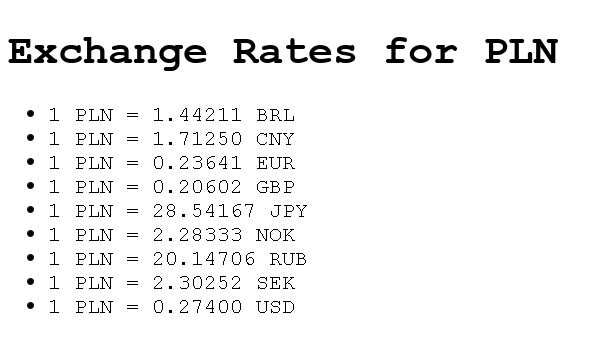 Exchange Rates for PLN
• 1 PLN = 1.44211 BRL
• 1 PLN = 1.71250 CNY
• 1 PLN = 0.23641 EUR
• 1 PLN = 0.20602 GBP
• 1 PLN = 28.54167 JPY
• 1 PLN = 2.28333 NOK
• 1 PLN = 20.14706 RUB
• 1 PLN = 2.30252 SEK
• 1 PLN = 0.27400 USD